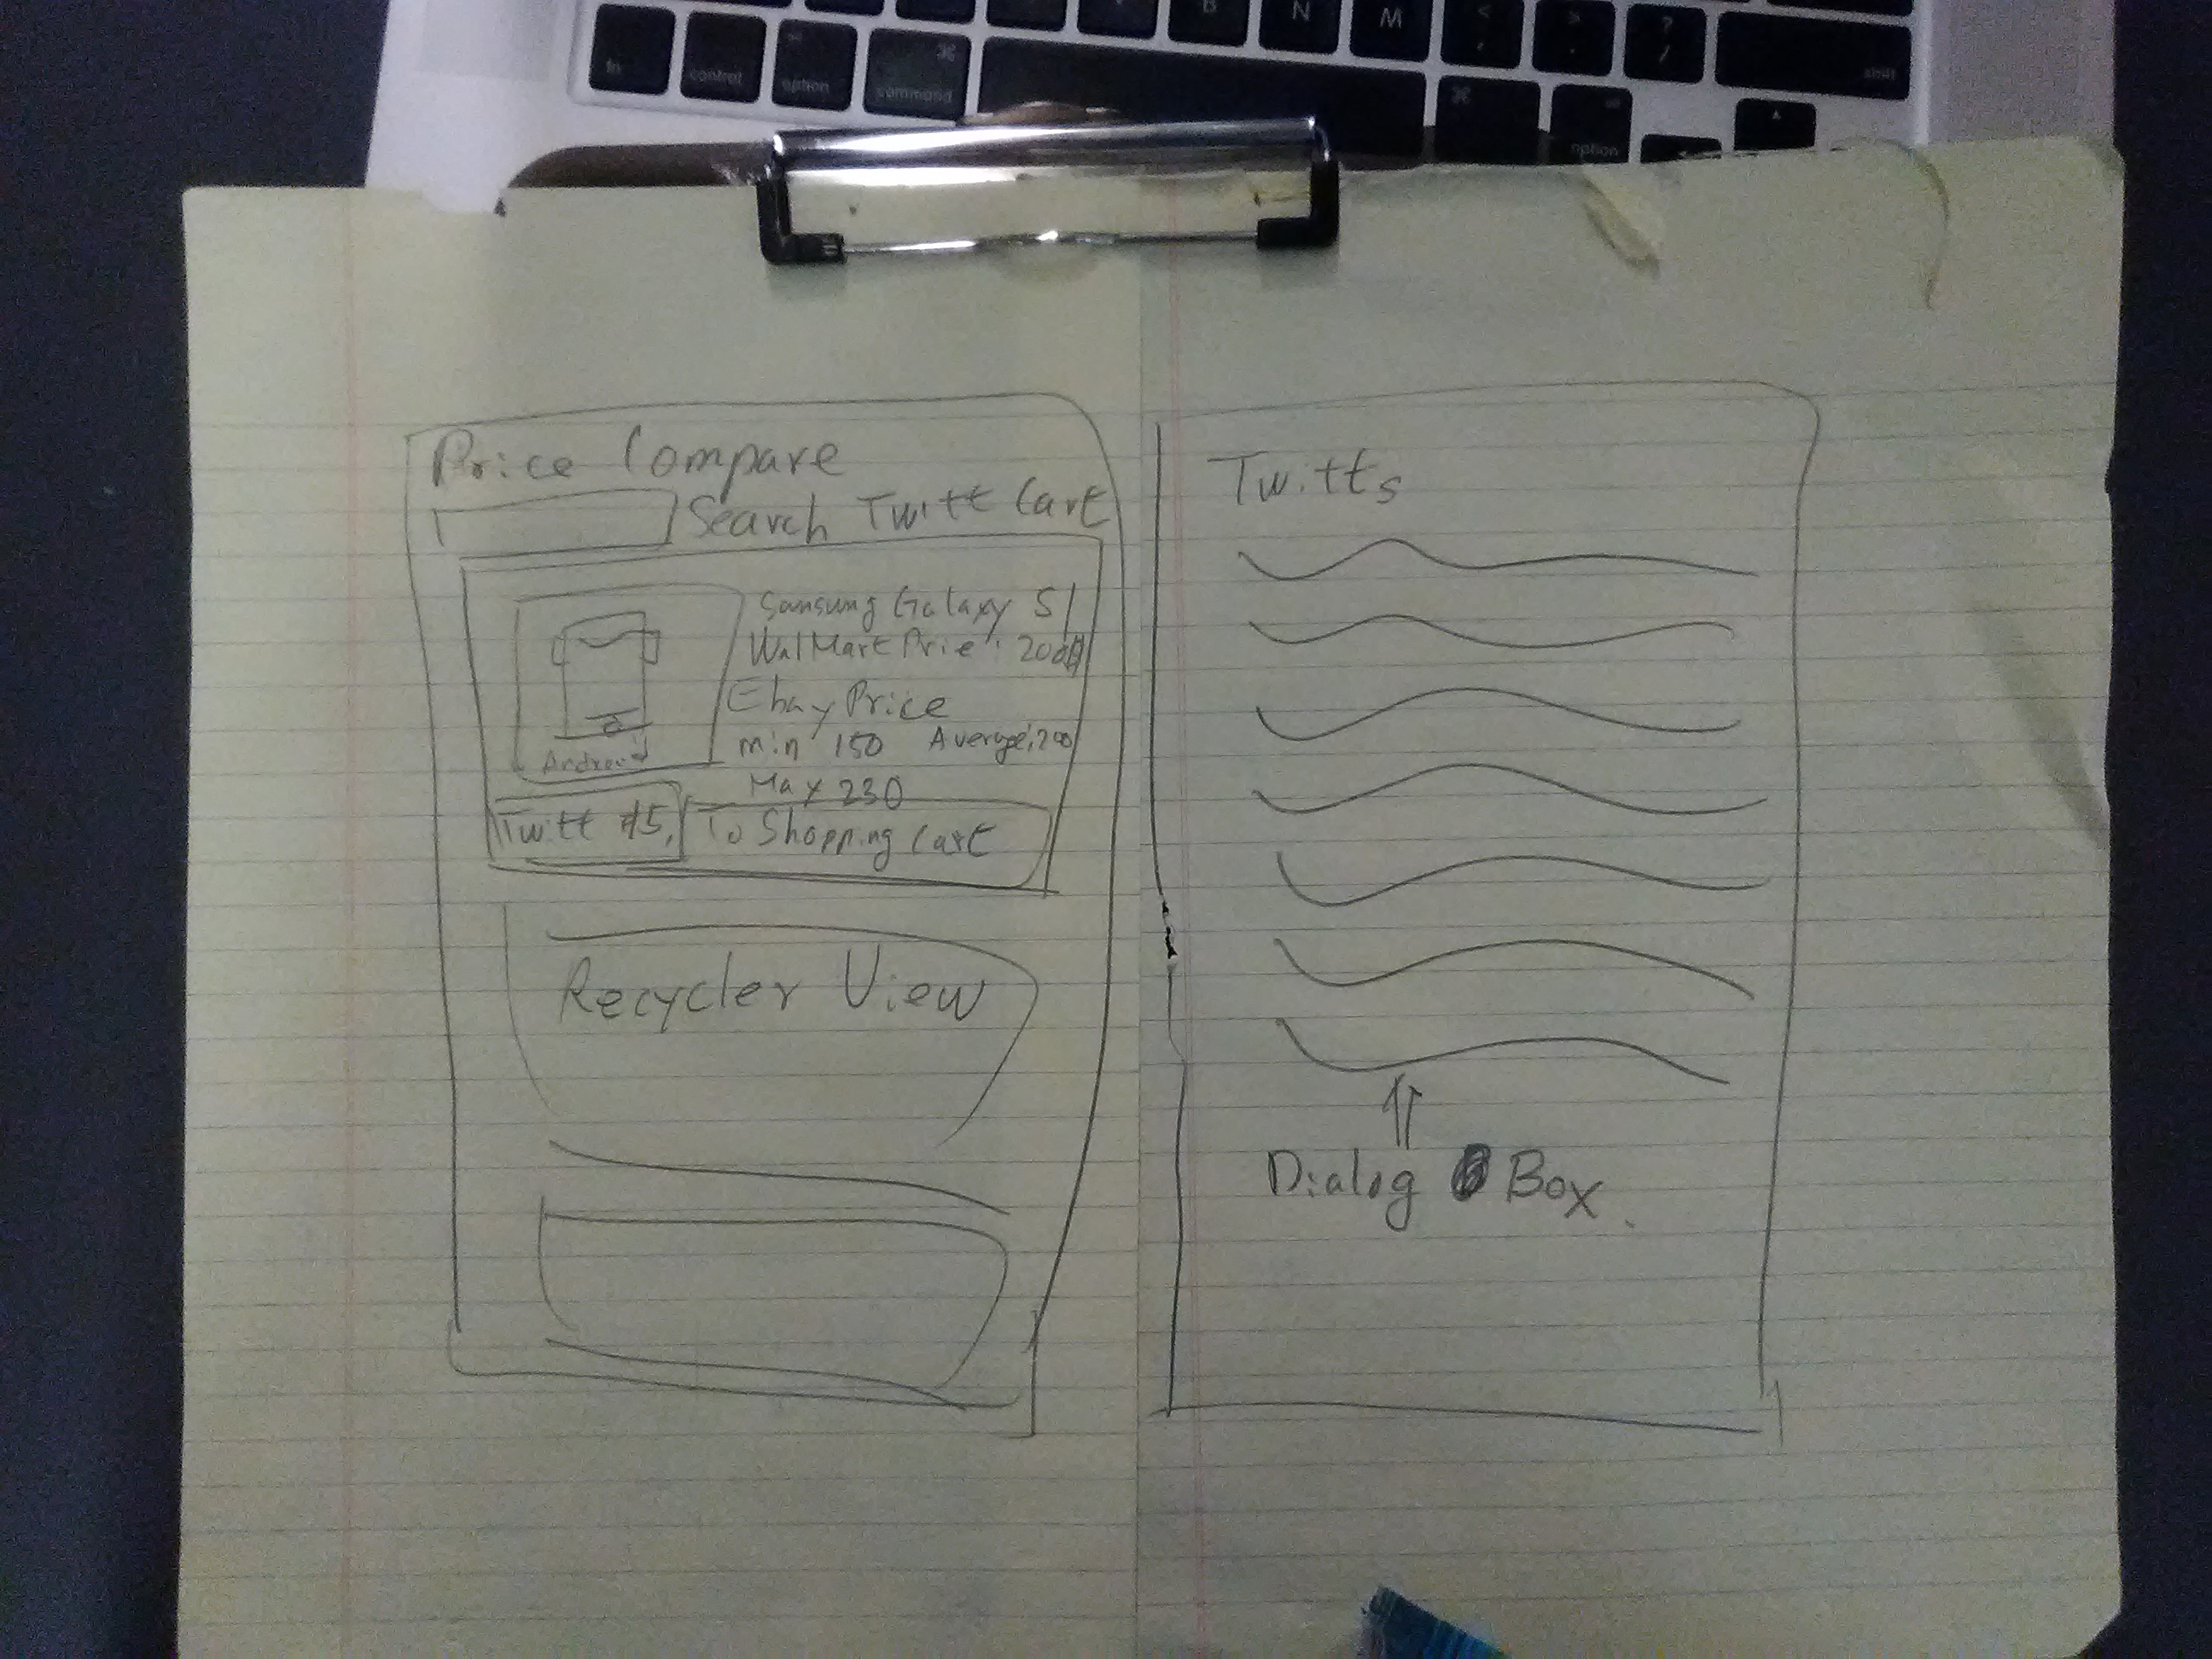 B N M < , > . ? /
fn control option command ⌘ option shift
Price Compare
Search Twitt Cart
Samsung Galaxy S
WalMart Prie : 200
Ebay Price
min 150 Average: 200
Max 230
Android
Twitt #5, To Shopping Cart
Recycler View
Twitts
Dialog Box.